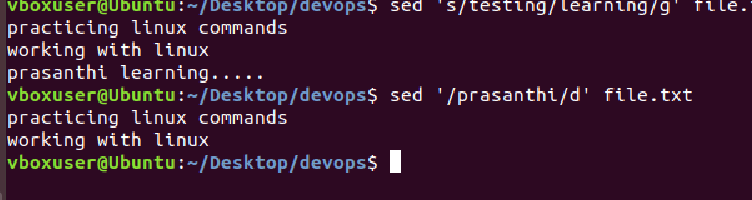 vboxuser@Ubuntu:~/Desktop/devops$ sed 's/testing/learning/g' file.
practicing linux commands
working with linux
prasanthi learning.....
vboxuser@Ubuntu:~/Desktop/devops$ sed '/prasanthi/d' file.txt
practicing linux commands
working with linux
vboxuser@Ubuntu:~/Desktop/devops$